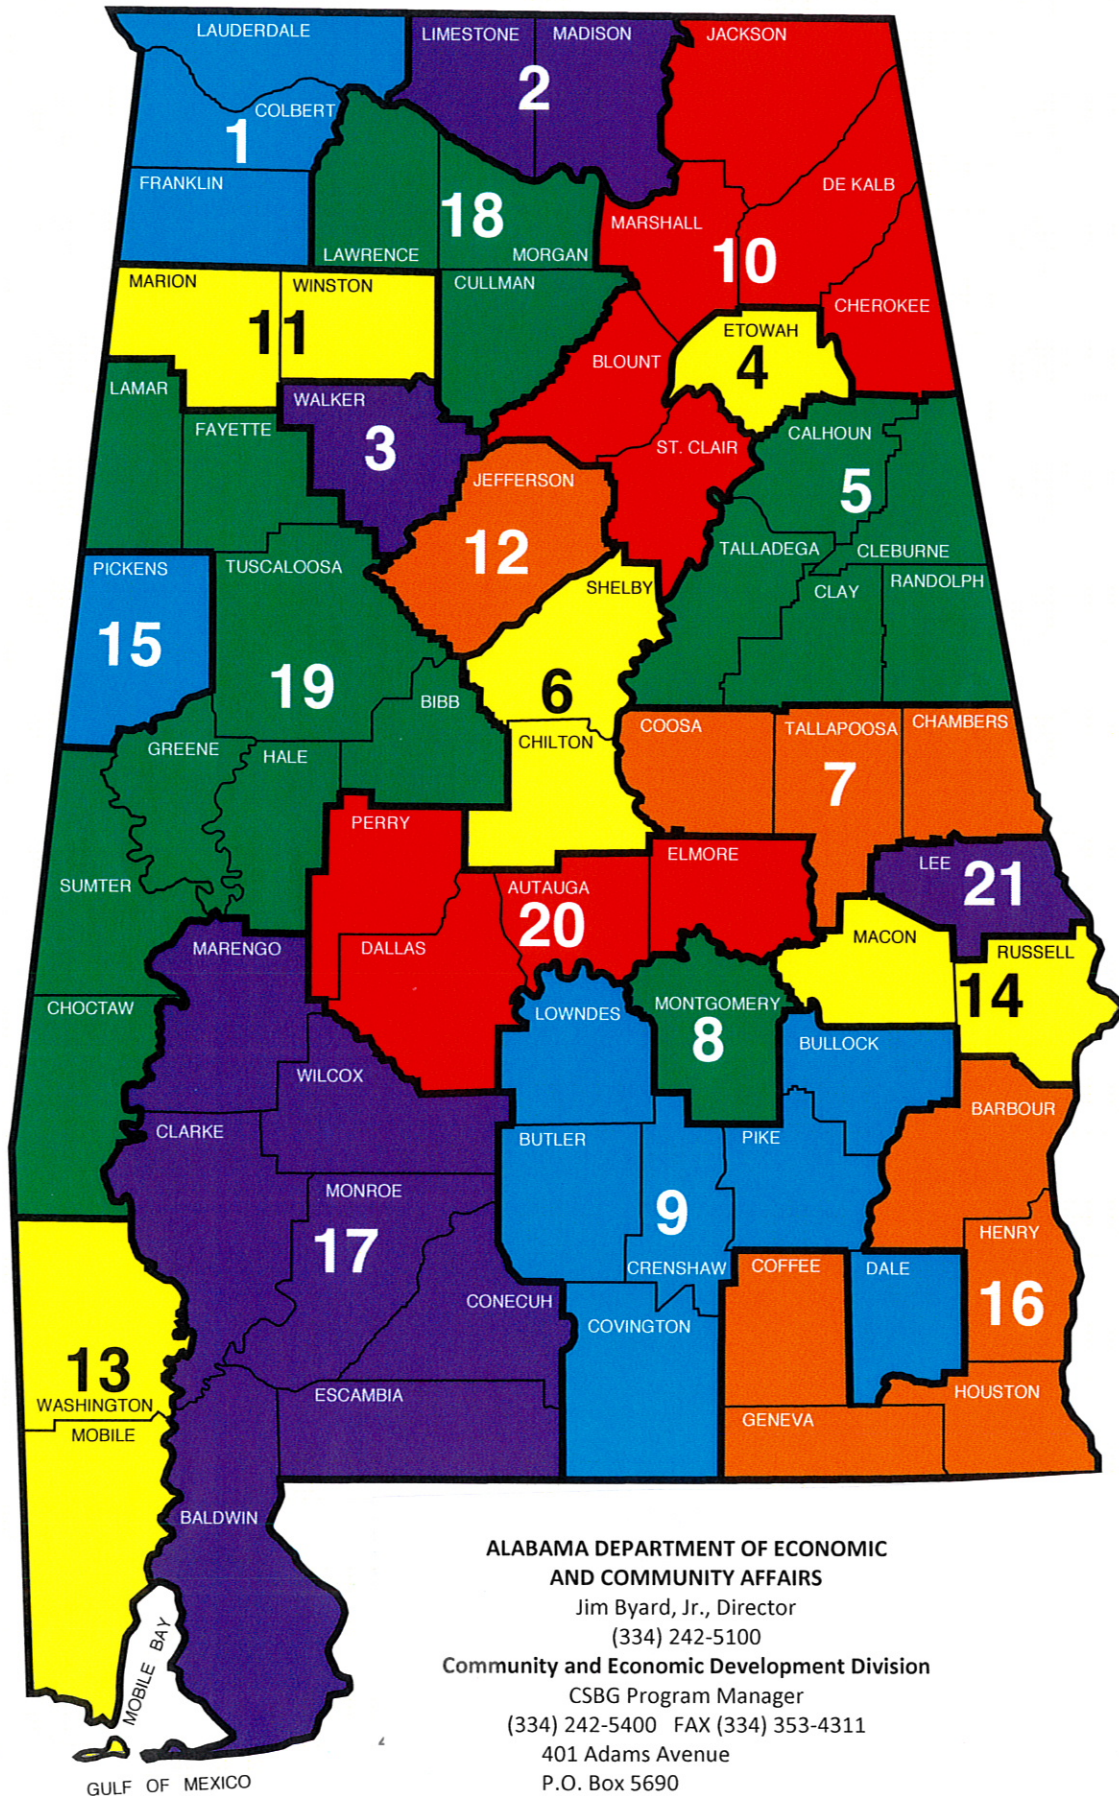 LAUDERDALE
LIMESTONE
MADISON
JACKSON
2
COLBERT
1
FRANKLIN
DE KALB
18
MARSHALL
LAWRENCE
MORGAN
10
MARION
WINSTON
CULLMAN
CHEROKEE
11
ETOWAH
BLOUNT
4
LAMAR
WALKER
FAYETTE
CALHOUN
3
ST. CLAIR
JEFFERSON
5
12
TALLADEGA
CLEBURNE
PICKENS
TUSCALOOSA
SHELBY
CLAY
RANDOLPH
15
19
6
BIBB
COOSA
TALLAPOOSA
CHAMBERS
GREENE
HALE
CHILTON
7
PERRY
ELMORE
LEE
21
SUMTER
AUTAUGA
20
MARENGO
DALLAS
MACON
RUSSELL
14
CHOCTAW
LOWNDES
MONTGOMERY
8
BULLOCK
WILCOX
BARBOUR
CLARKE
BUTLER
PIKE
MONROE
9
17
HENRY
CRENSHAW
COFFEE
DALE
CONECUH
16
COVINGTON
13
WASHINGTON
ESCAMBIA
HOUSTON
MOBILE
GENEVA
BALDWIN
MOBILE BAY
GULF OF MEXICO
ALABAMA DEPARTMENT OF ECONOMIC
AND COMMUNITY AFFAIRS
Jim Byard, Jr., Director
(334) 242-5100
Community and Economic Development Division
CSBG Program Manager
(334) 242-5400 FAX (334) 353-4311
401 Adams Avenue
P.O. Box 5690